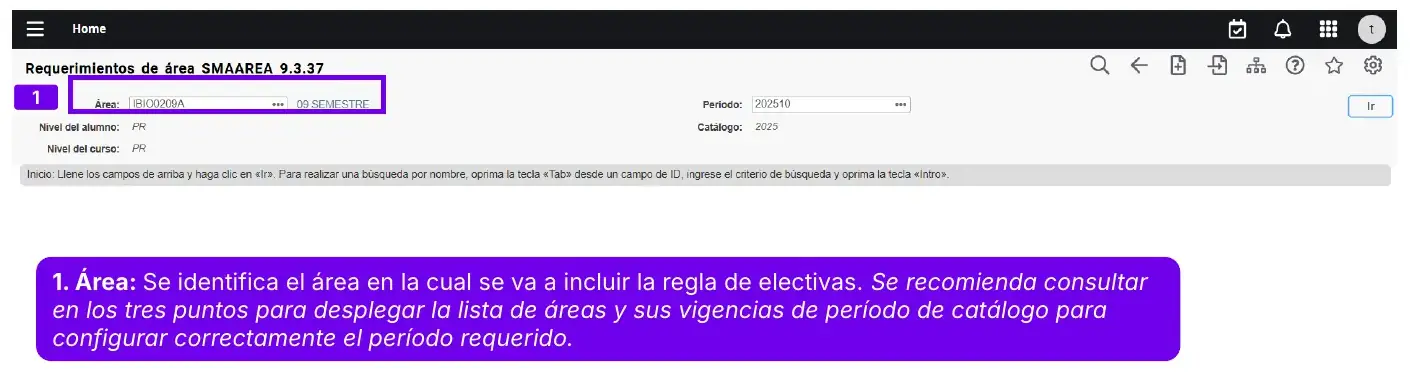 Home
t
Requerimientos de área SMAAREA 9.3.37
1
Área: IBIO0209A ••• 09 SEMESTRE Periodo: 202510 ••• Ir
Nivel del alumno: PR Catálogo: 2025
Nivel del curso: PR
Inicio: Llene los campos de arriba y haga clic en «Ir». Para realizar una búsqueda por nombre, oprima la tecla «Tab» desde un campo de ID, ingrese el criterio de búsqueda y oprima la tecla «Intro».
1. Área: Se identifica el área en la cual se va a incluir la regla de electivas. Se recomienda consultar
en los tres puntos para desplegar la lista de áreas y sus vigencias de período de catálogo para
configurar correctamente el período requerido.